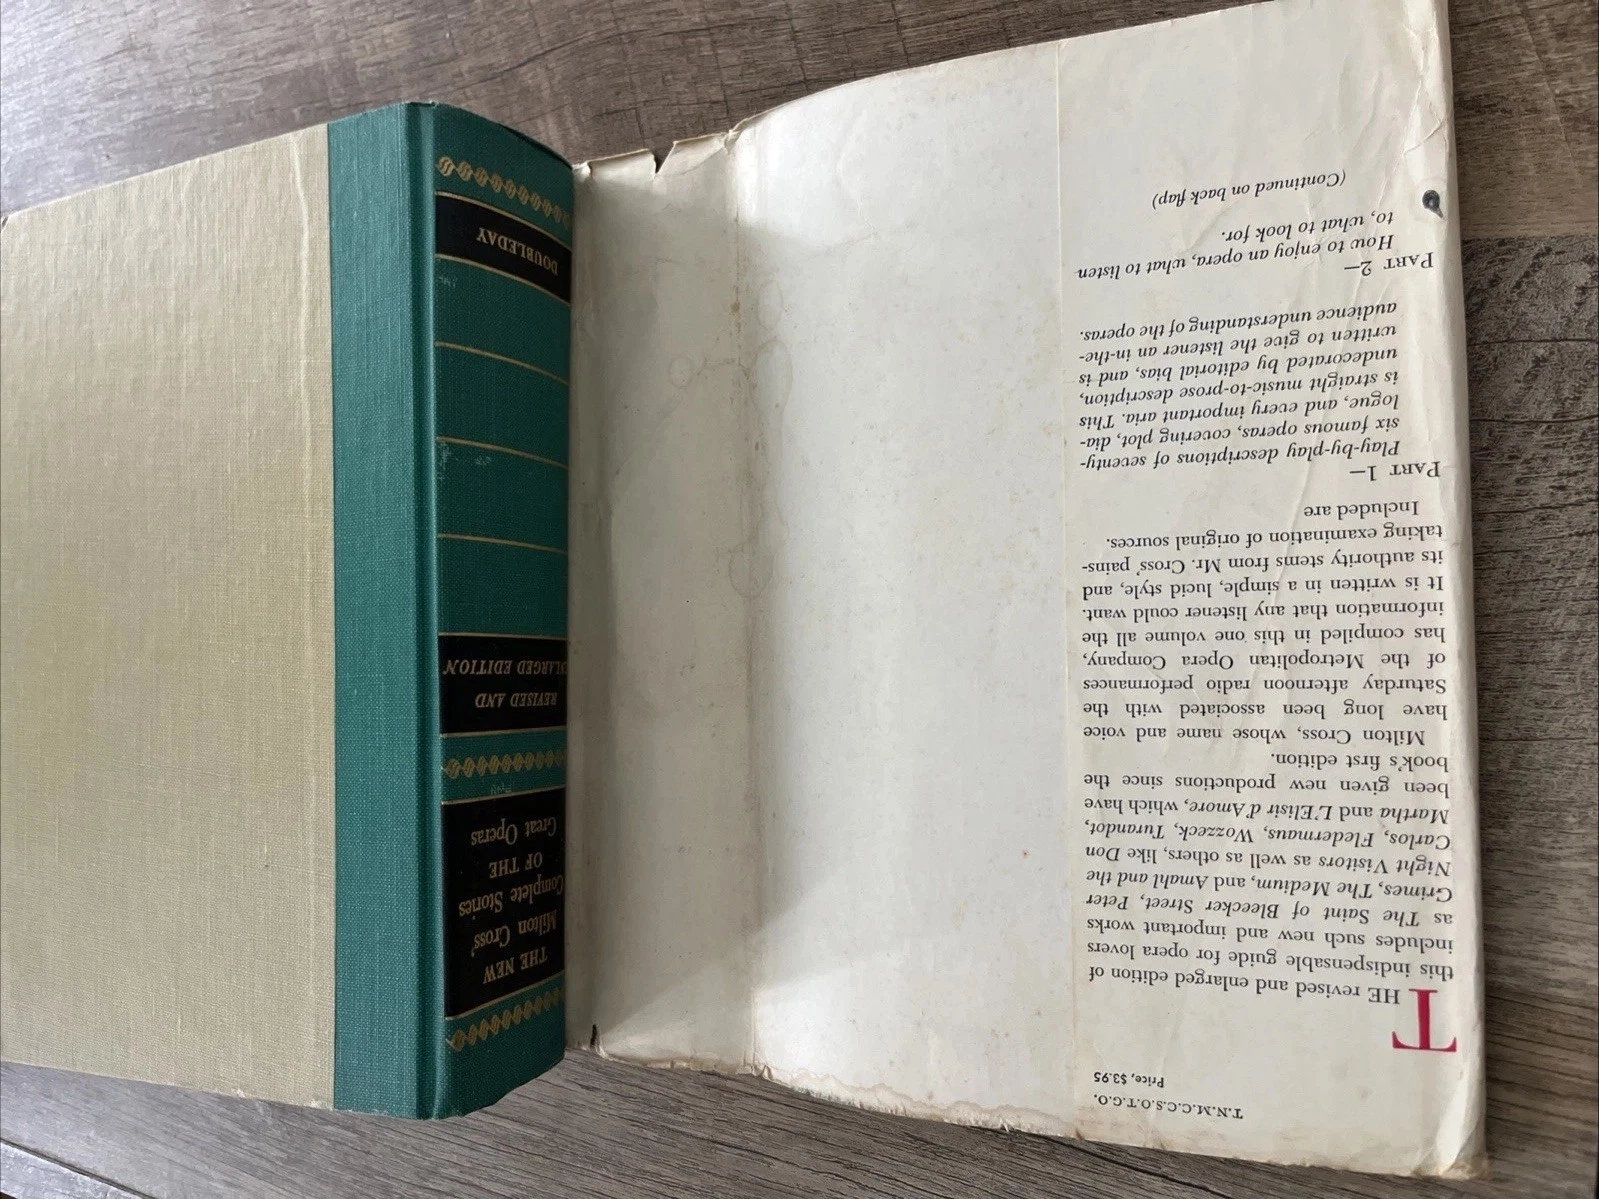 THE NEW
Milton Cross'
Complete Stories
OF THE
Great Operas
REVISED AND
ENLARGED EDITION
DOUBLEDAY
T.N.M.C.C.S.O.T.G.O.
Price, $3.95
THE revised and enlarged edition of
this indispensable guide for opera lovers
includes such new and important works
as The Saint of Bleecker Street, Peter
Grimes, The Medium, and Amahl and the
Night Visitors as well as others, like Don
Carlos, Fledermaus, Wozzeck, Turandot,
Martha and L'Elisir d'Amore, which have
been given new productions since the
book's first edition.
Milton Cross, whose name and voice
have long been associated with the
Saturday afternoon radio performances
of the Metropolitan Opera Company,
has compiled in this one volume all the
information that any listener could want.
It is written in a simple, lucid style, and
its authority stems from Mr. Cross' pains-
taking examination of original sources.
Included are
PART 1—
Play-by-play descriptions of seventy-
six famous operas, covering plot, dia-
logue, and every important aria. This
is straight music-to-prose description,
undecorated by editorial bias, and is
written to give the listener an in-the-
audience understanding of the operas.
PART 2—
How to enjoy an opera, what to listen
to, what to look for.
(Continued on back flap)